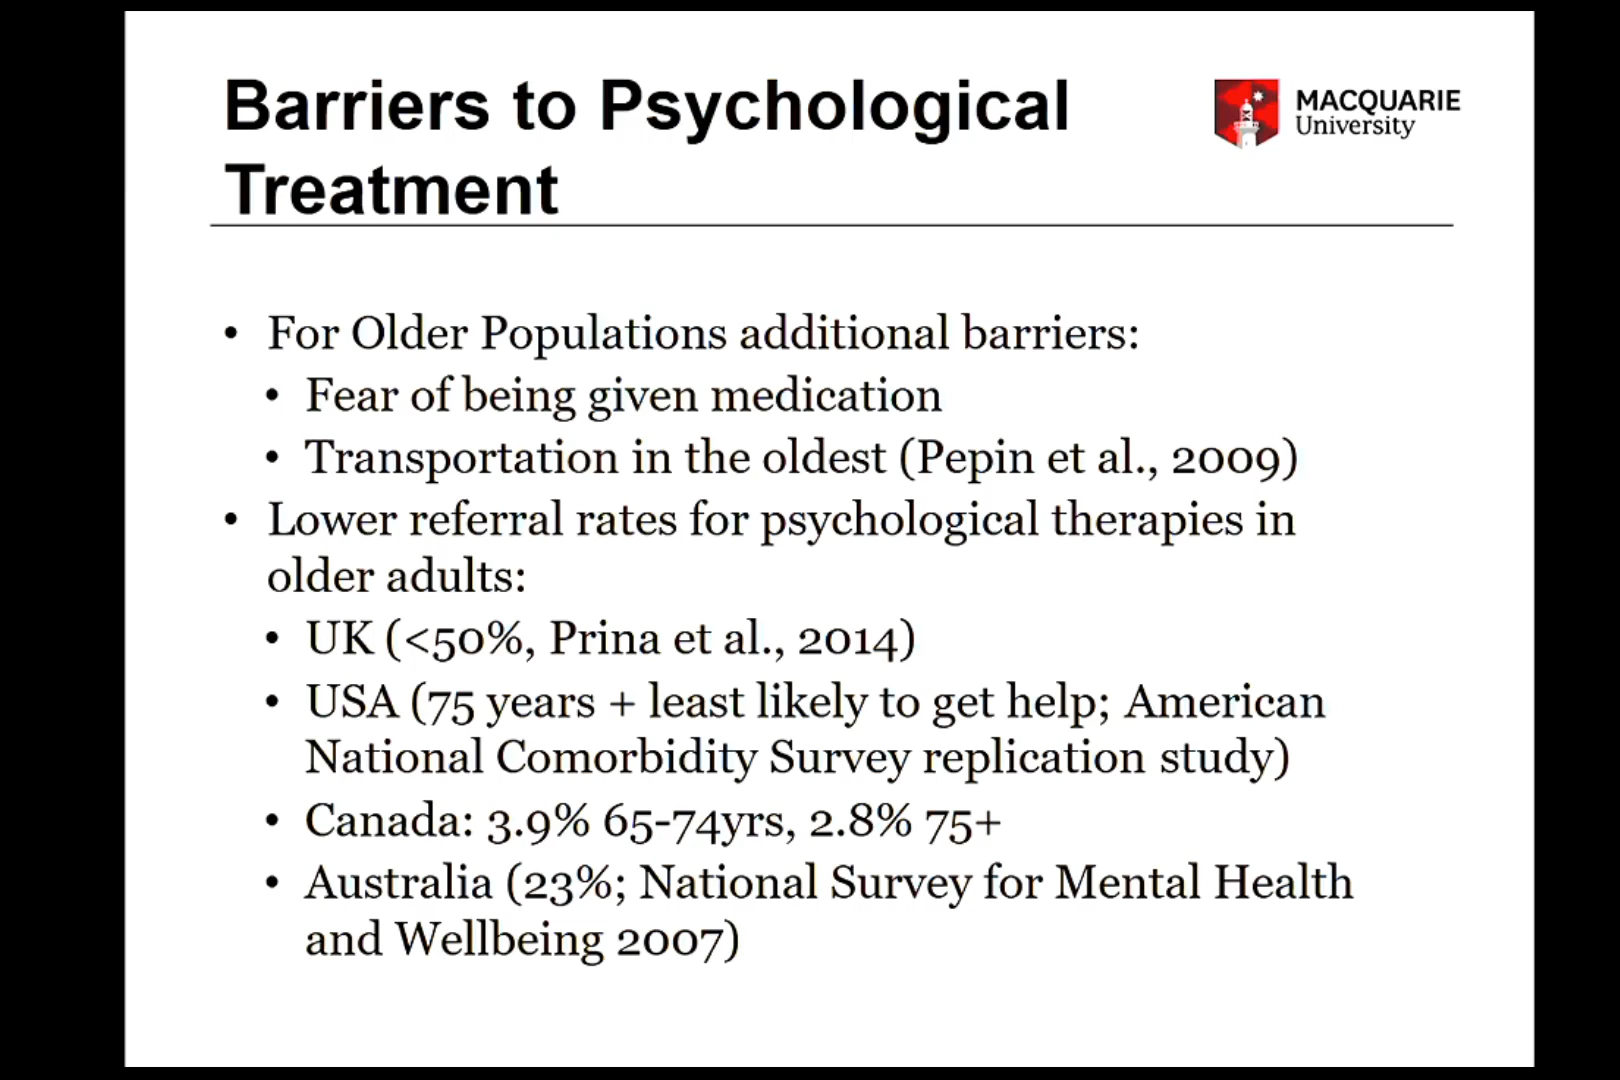 Barriers to Psychological
Treatment
MACQUARIE
University
• For Older Populations additional barriers:
• Fear of being given medication
• Transportation in the oldest (Pepin et al., 2009)
• Lower referral rates for psychological therapies in
older adults:
• UK (<50%, Prina et al., 2014)
• USA (75 years + least likely to get help; American
National Comorbidity Survey replication study)
• Canada: 3.9% 65-74yrs, 2.8% 75+
• Australia (23%; National Survey for Mental Health
and Wellbeing 2007)